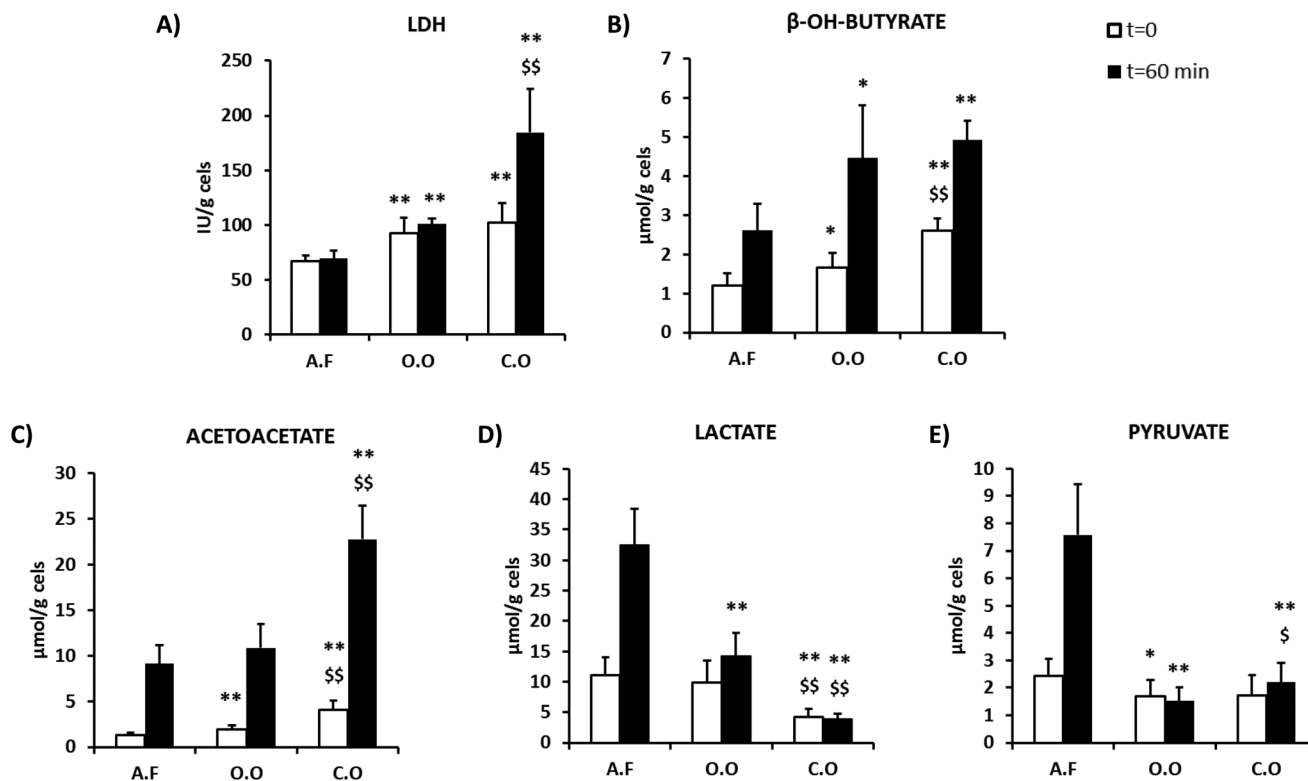 A) LDH
B) β-OH-BUTYRATE
t=0
t=60 min
IU/g cels
250
200
150
100
50
0
** ** ** ** $$
A.F O.O C.O
μmol/g cels
7
6
5
4
3
2
1
0
* * ** $$ **
A.F O.O C.O
C) ACETOACETATE
μmol/g cels
30
25
20
15
10
5
0
** ** $$ ** $$
A.F O.O C.O
D) LACTATE
μmol/g cels
45
40
35
30
25
20
15
10
5
0
** ** $$ ** $$
A.F O.O C.O
E) PYRUVATE
μmol/g cels
10
9
8
7
6
5
4
3
2
1
0
* ** ** $
A.F O.O C.O